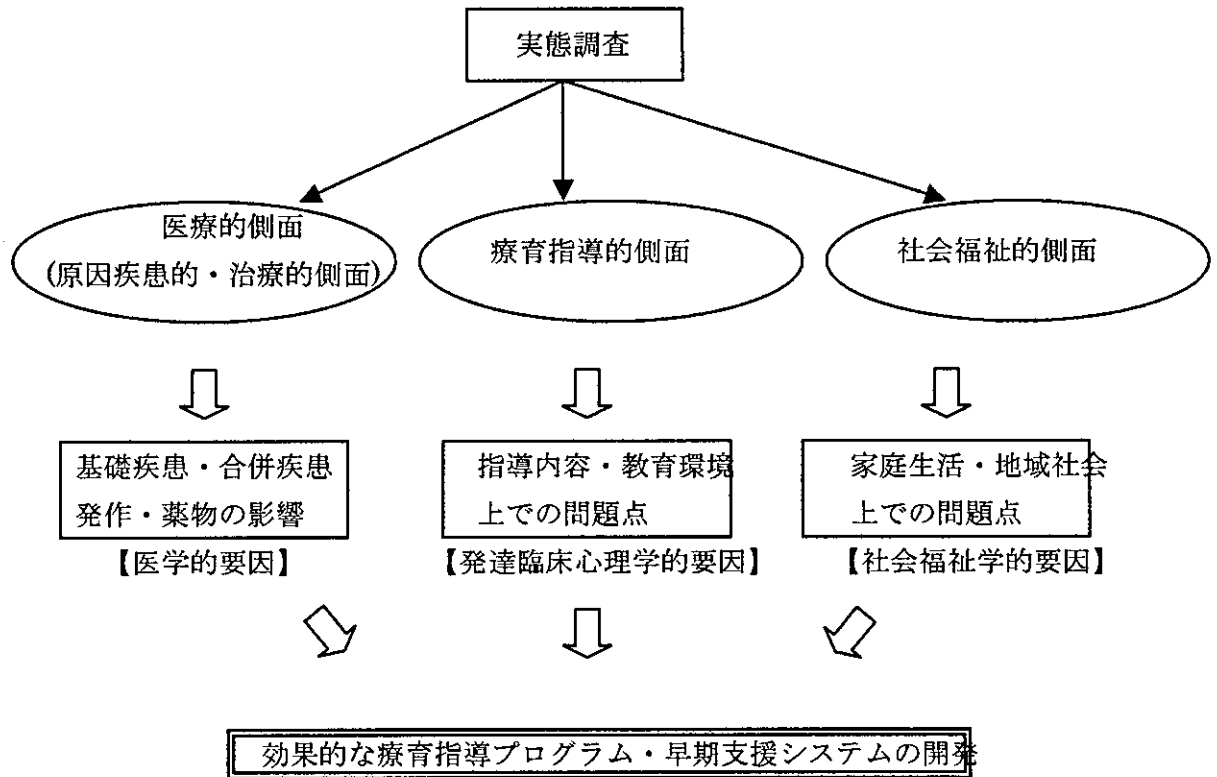 実態調査
医療的側面
(原因疾患的・治療的側面)
療育指導的側面
社会福祉的側面
基礎疾患・合併疾患
発作・薬物の影響
【医学的要因】
指導内容・教育環境
上での問題点
【発達臨床心理学的要因】
家庭生活・地域社会
上での問題点
【社会福祉学的要因】
効果的な療育指導プログラム・早期支援システムの開発